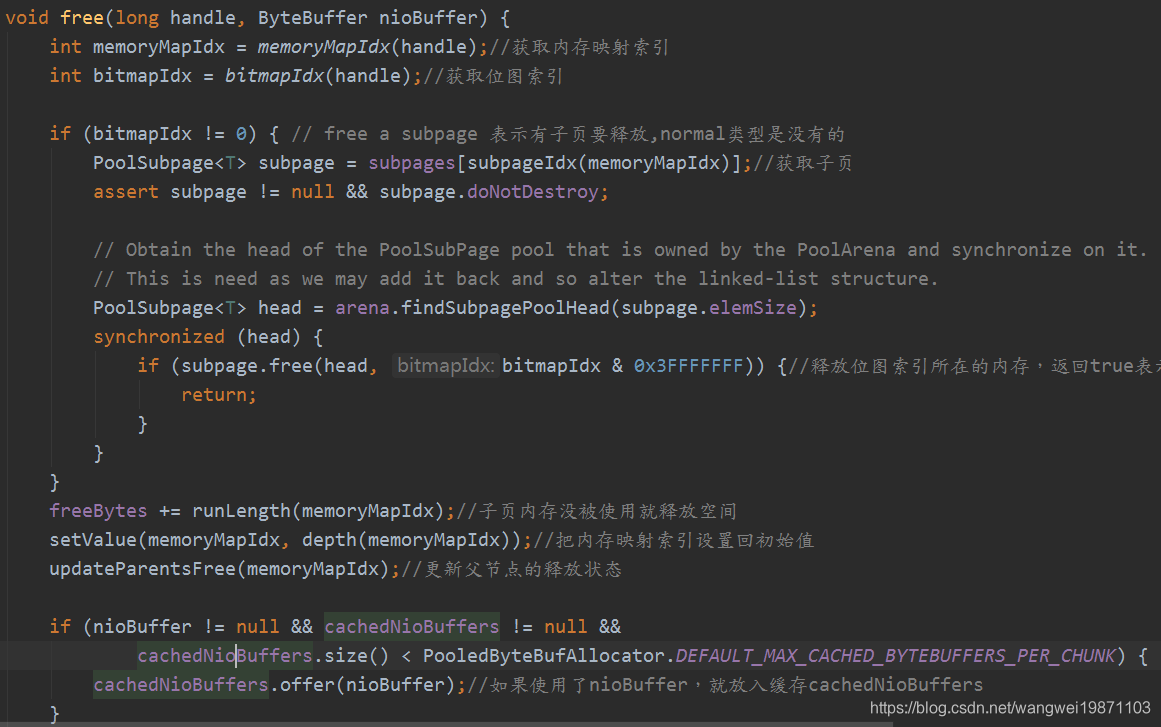 void free(long handle, ByteBuffer nioBuffer) {
int memoryMapIdx = memoryMapIdx(handle);//获取内存映射索引
int bitmapIdx = bitmapIdx(handle);//获取位图索引
if (bitmapIdx != 0) { // free a subpage 表示有子页要释放,normal类型是没有的
PoolSubpage<T> subpage = subpages[subpageIdx(memoryMapIdx)];//获取子页
assert subpage != null && subpage.doNotDestroy;
// Obtain the head of the PoolSubPage pool that is owned by the PoolArena and synchronize on it.
// This is need as we may add it back and so alter the linked-list structure.
PoolSubpage<T> head = arena.findSubpagePoolHead(subpage.elemSize);
synchronized (head) {
if (subpage.free(head, bitmapIdx: bitmapIdx & 0x3FFFFFFF)) {//释放位图索引所在的内存，返回true表
return;
}
}
}
freeBytes += runLength(memoryMapIdx);//子页内存没被使用就释放空间
setValue(memoryMapIdx, depth(memoryMapIdx));//把内存映射索引设置回初始值
updateParentsFree(memoryMapIdx);//更新父节点的释放状态
if (nioBuffer != null && cachedNioBuffers != null &&
cachedNioBuffers.size() < PooledByteBufAllocator.DEFAULT_MAX_CACHED_BYTEBUFFERS_PER_CHUNK) {
cachedNioBuffers.offer(nioBuffer);//如果使用了nioBuffer，就放入缓存cachedNioBuffers
}
https://blog.csdn.net/wangwei19871103